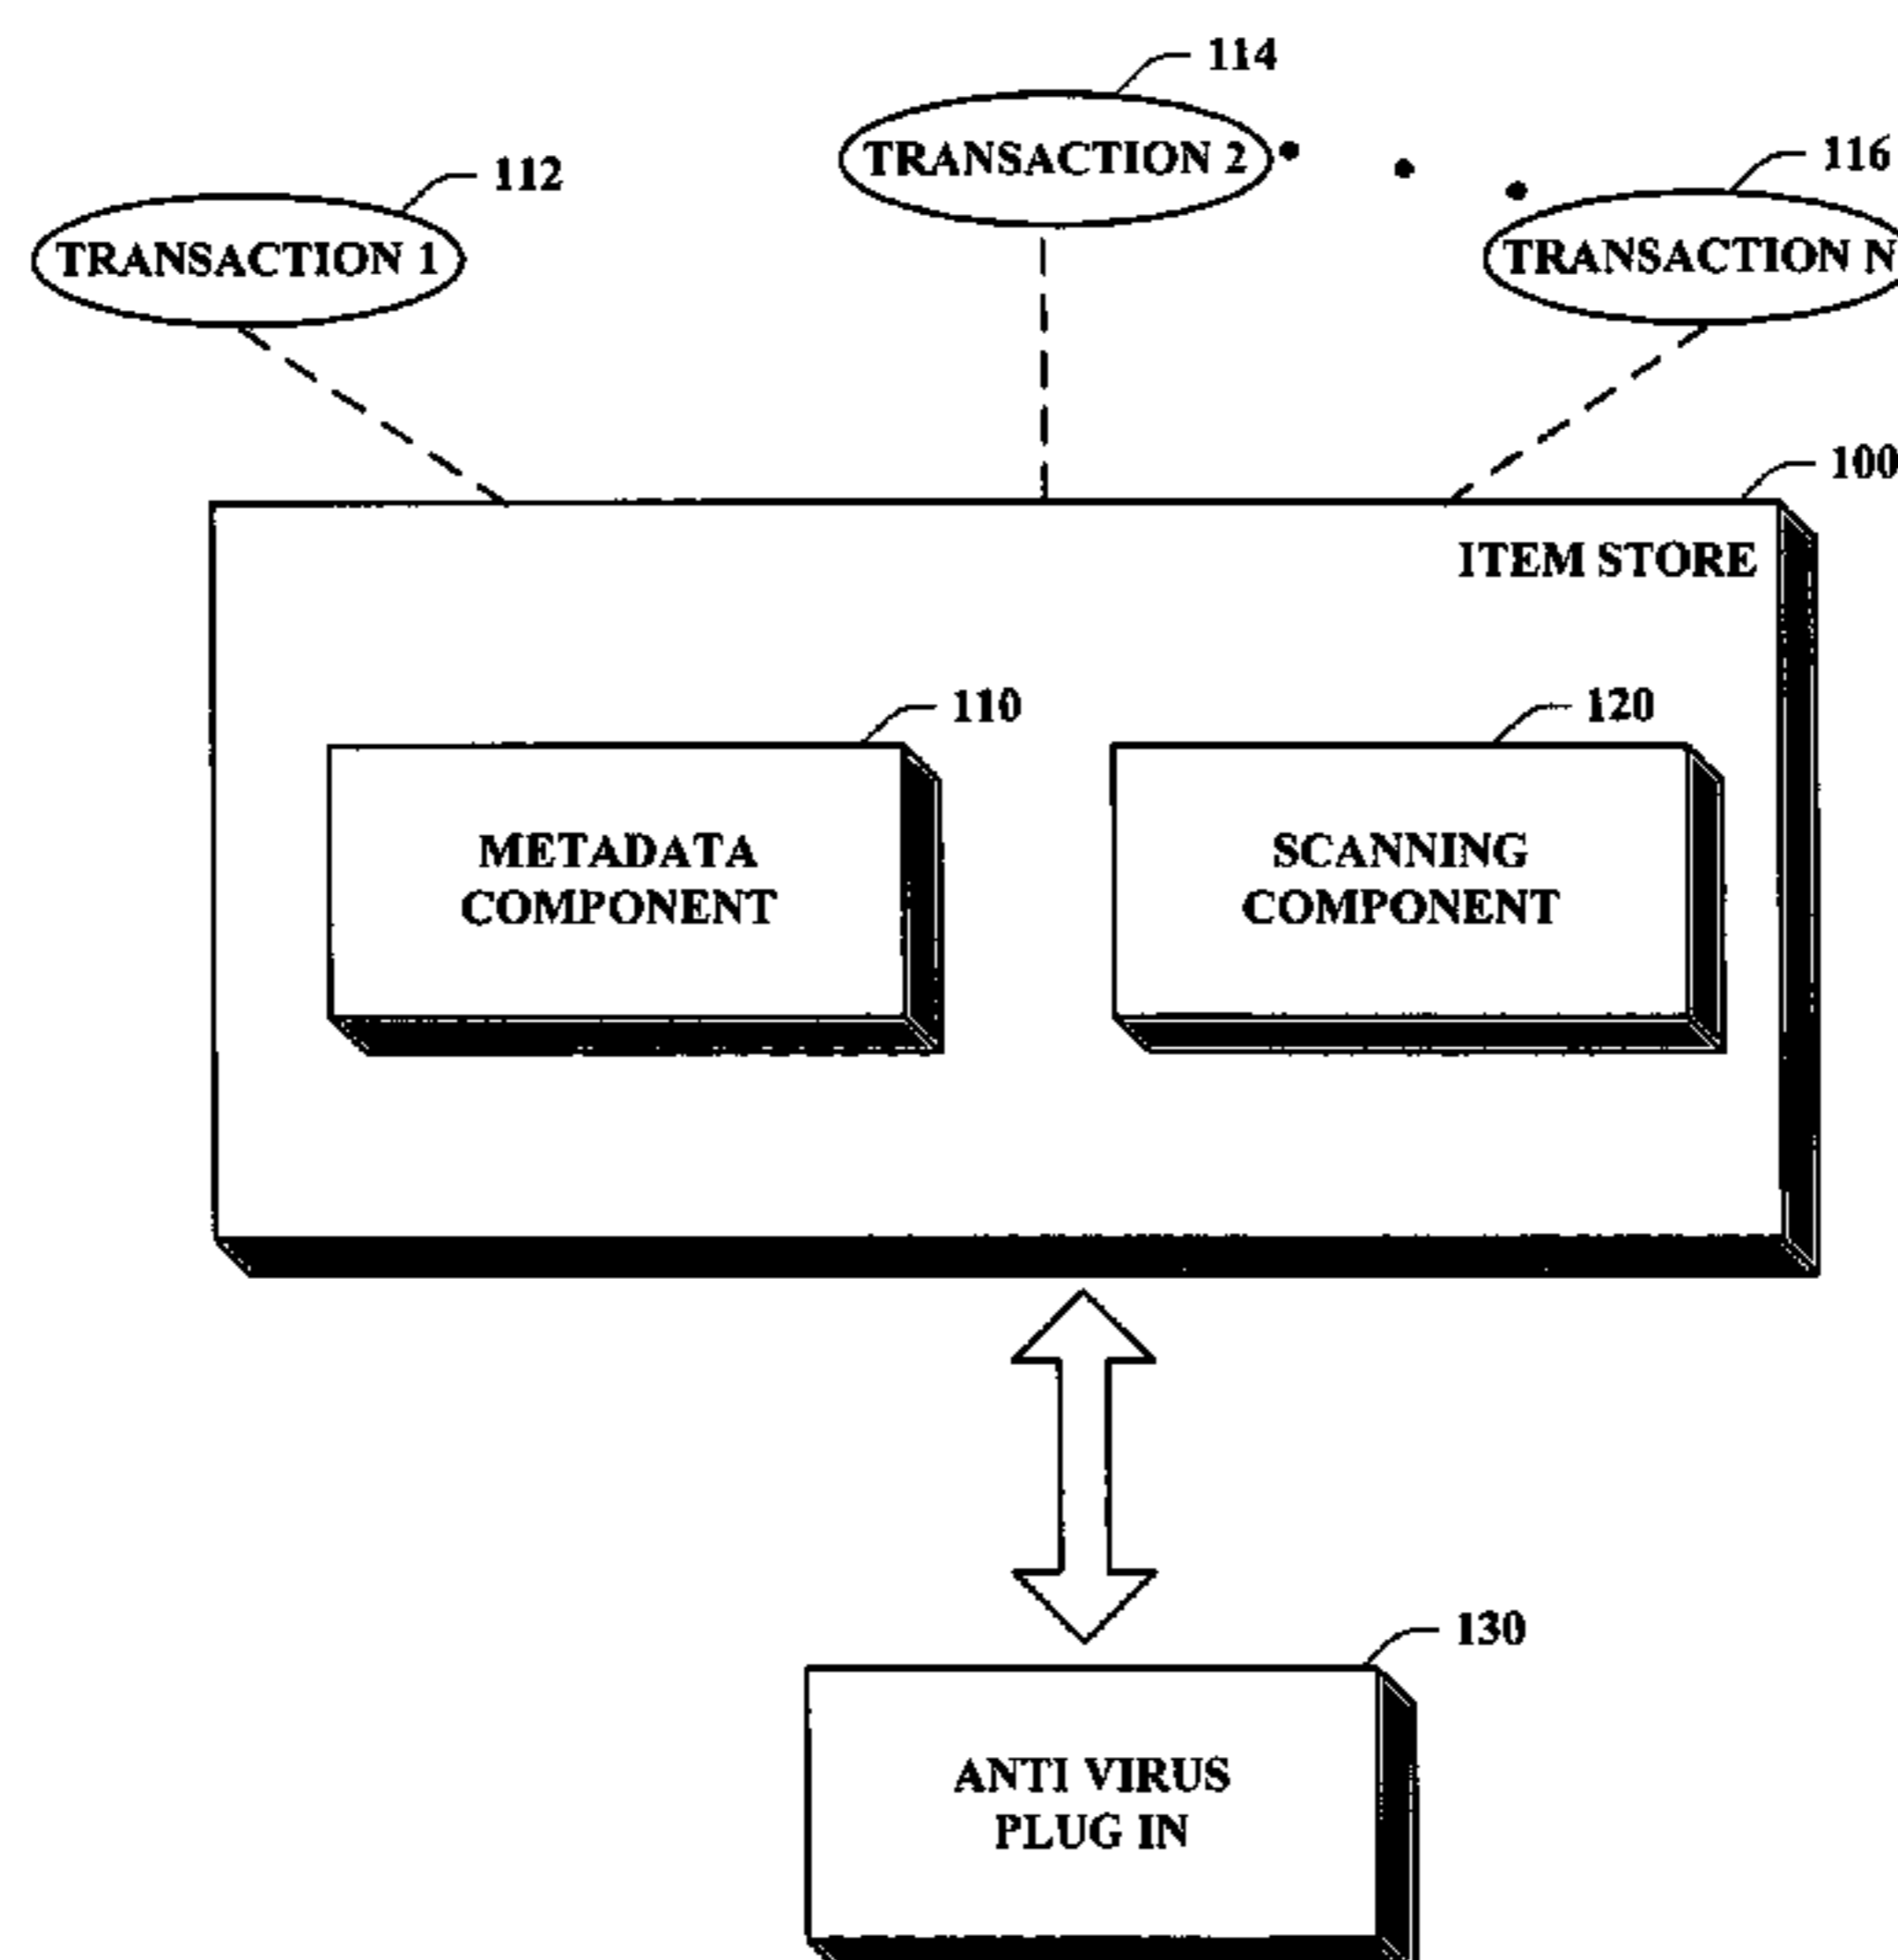 114
112
116
TRANSACTION 2
TRANSACTION 1
TRANSACTION N
100
ITEM STORE
110
120
METADATA
COMPONENT
SCANNING
COMPONENT
130
ANTI VIRUS
PLUG IN